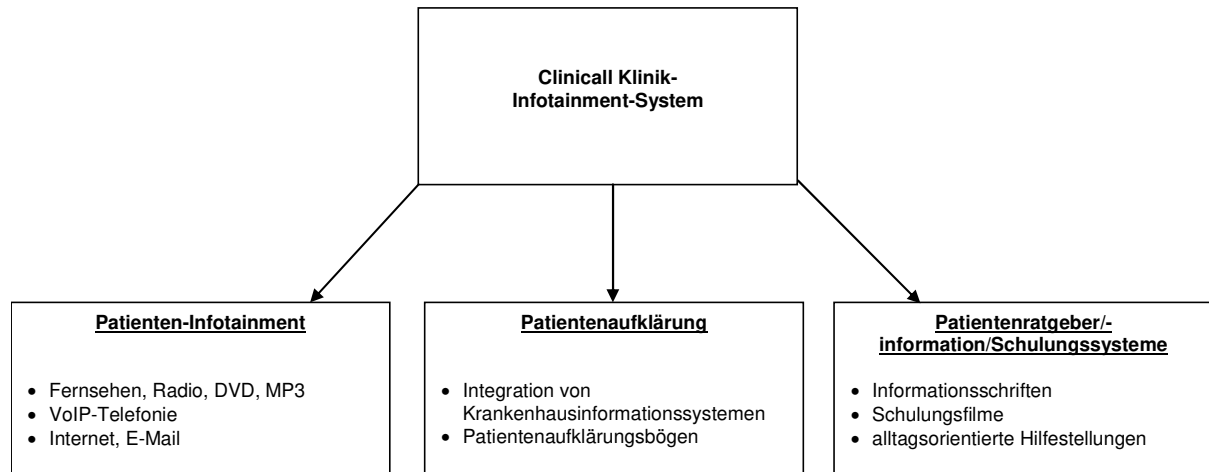 Clinicall Klinik-
Infotainment-System
Patienten-Infotainment
• Fernsehen, Radio, DVD, MP3
• VoIP-Telefonie
• Internet, E-Mail
Patientenaufklärung
• Integration von
Krankenhausinformationssystemen
• Patientenaufklärungsbögen
Patientenratgeber/-
information/Schulungssysteme
• Informationsschriften
• Schulungsfilme
• alltagsorientierte Hilfestellungen